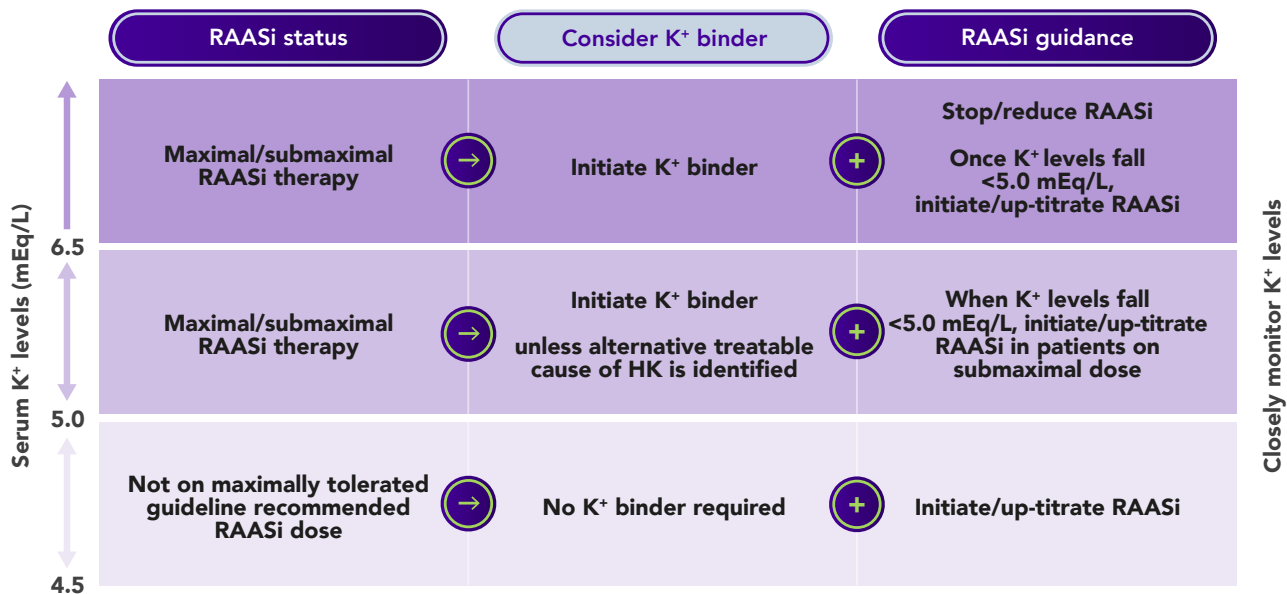 RAASi status
Consider K⁺ binder
RAASi guidance
Serum K⁺ levels (mEq/L)
Maximal/submaximal
RAASi therapy
→
Initiate K⁺ binder
+
Stop/reduce RAASi
Once K⁺ levels fall
<5.0 mEq/L,
initiate/up-titrate RAASi
6.5
Maximal/submaximal
RAASi therapy
→
Initiate K⁺ binder
unless alternative treatable
cause of HK is identified
+
When K⁺ levels fall
<5.0 mEq/L, initiate/up-titrate
RAASi in patients on
submaximal dose
5.0
Not on maximally tolerated
guideline recommended
RAASi dose
→
No K⁺ binder required
+
Initiate/up-titrate RAASi
4.5
Closely monitor K⁺ levels